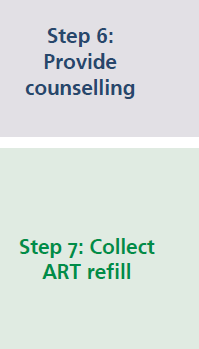 Step 6:
Provide
counselling
Step 7: Collect
ART refill